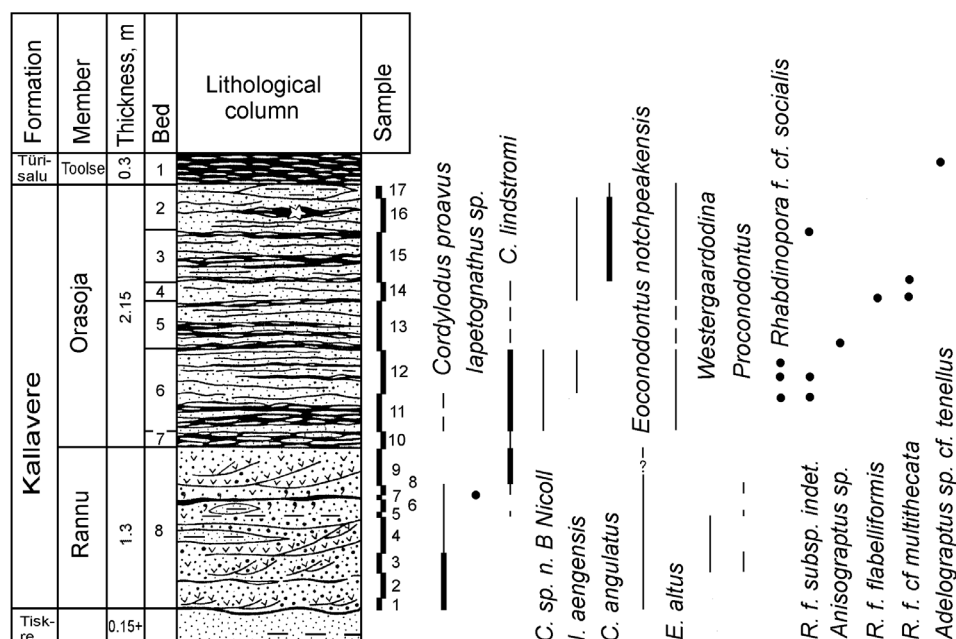 Formation
Member
Thickness, m
Bed
Lithological
column
Sample
Türi-
salu
Toolse
0.3
1
Kallavere
Orasoja
2.15
2
3
4
5
6
7
Rannu
1.3
8
Tisk-
re
0.15+
17
16
15
14
13
12
11
10
9
8
7
6
5
4
3
2
1
Cordylodus proavus
Iapetognathus sp.
C. lindstromi
C. sp. n. B Nicoll
I. aengensis
C. angulatus
Eoconodontus notchpeakensis
?
E. altus
Westergaardodina
Proconodontus
Rhabdinopora f. cf. socialis
R. f. subsp. indet.
Anisograptus sp.
R. f. flabelliformis
R. f. cf multithecata
Adelograptus sp. cf. tenellus